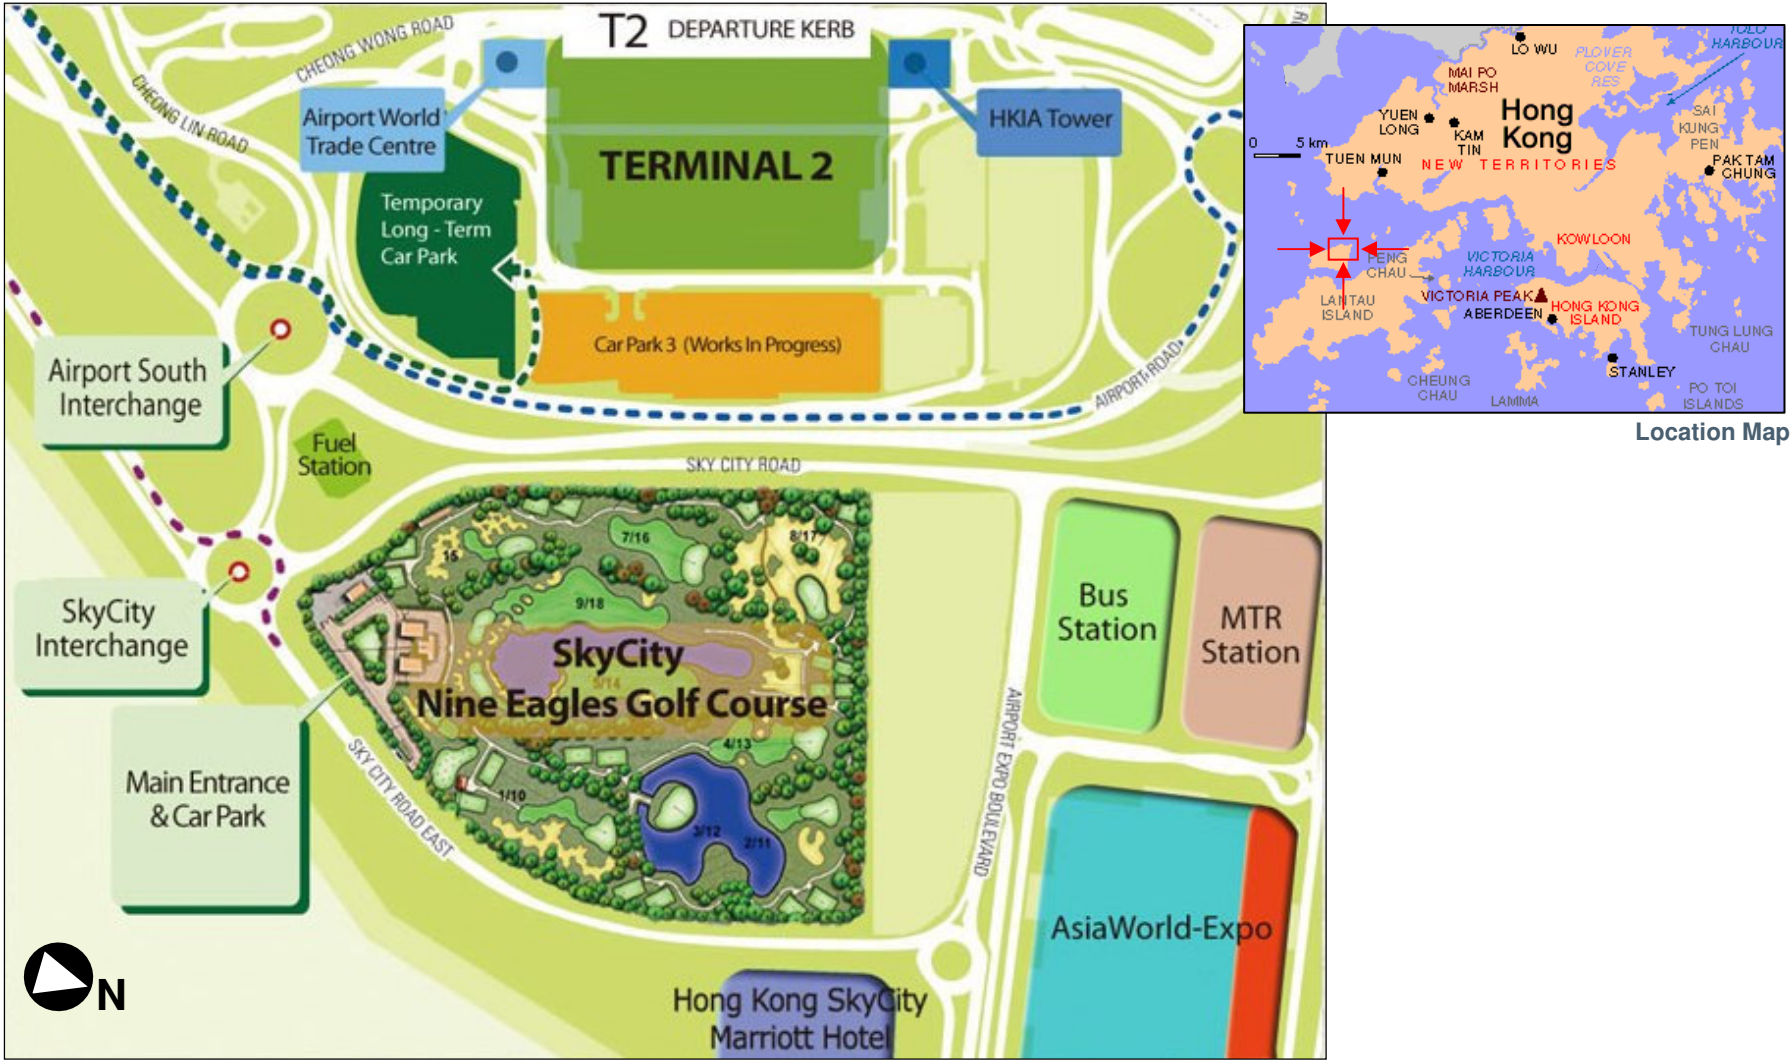 T2 DEPARTURE KERB
CHEONG WONG ROAD
CHEONG LIN ROAD
Airport World
Trade Centre
HKIA Tower
TERMINAL 2
Temporary
Long - Term
Car Park
Car Park 3 (Works In Progress)
Airport South
Interchange
AIRPORT ROAD
Fuel
Station
SKY CITY ROAD
7/16
8/17
15
9/18
SkyCity
Nine Eagles Golf Course
5/14
4/13
1/10
3/12
2/11
SkyCity
Interchange
Main Entrance
& Car Park
SKY CITY ROAD EAST
AIRPORT EXPO BOULEVARD
Bus
Station
MTR
Station
AsiaWorld-Expo
Hong Kong SkyCity
Marriott Hotel
N
LO WU
HARBOUR
PLOVER
COVE
RES
MAI PO
MARSH
Hong
Kong
YUEN
LONG
KAM
TIN
SAI
KUNG
PEN
0 5 km
TUEN MUN
NEW TERRITORIES
PAK TAM
CHUNG
KOWLOON
PENG
CHAU
VICTORIA
HARBOUR
LANTAU
ISLAND
VICTORIA PEAK
ABERDEEN
HONG KONG
ISLAND
TUNG LUNG
CHAU
STANLEY
CHEUNG
CHAU
LAMMA
PO TOI
ISLANDS
Location Map